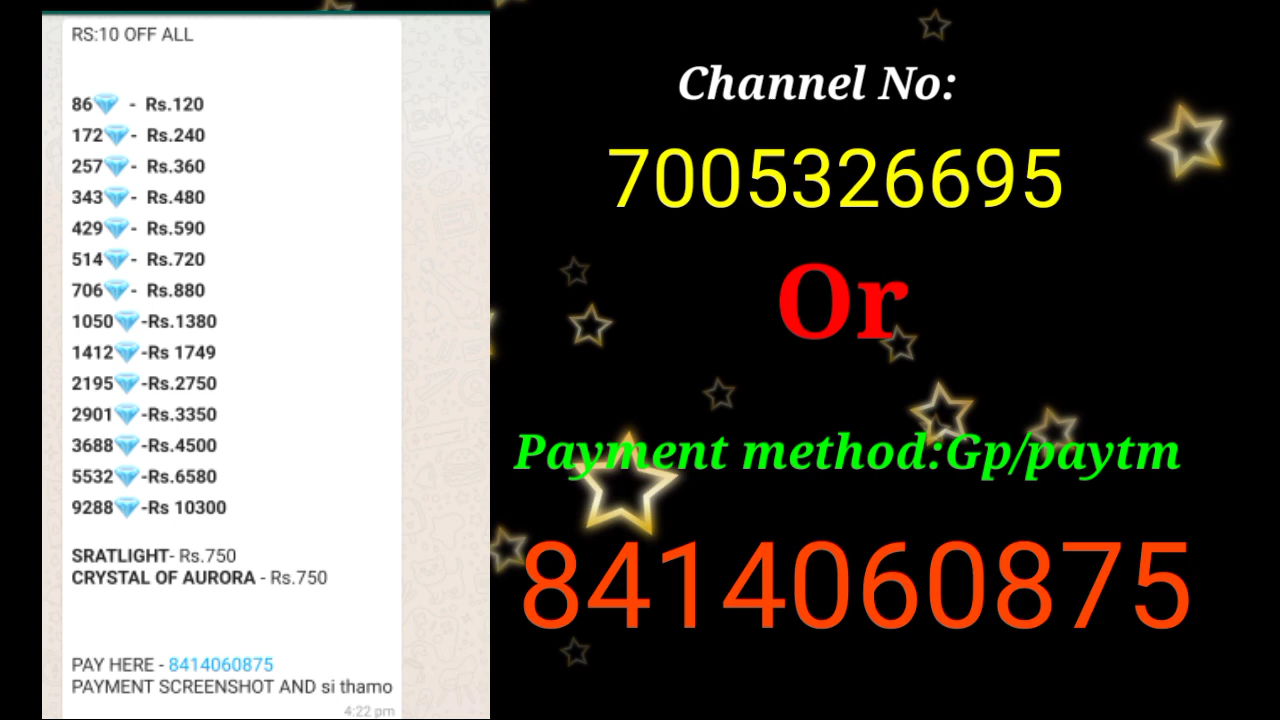 RS:10 OFF ALL
86💎 - Rs.120
172💎- Rs.240
257💎- Rs.360
343💎- Rs.480
429💎- Rs.590
514💎- Rs.720
706💎- Rs.880
1050💎-Rs.1380
1412💎-Rs 1749
2195💎-Rs.2750
2901💎-Rs.3350
3688💎-Rs.4500
5532💎-Rs.6580
9288💎-Rs 10300
SRATLIGHT- Rs.750
CRYSTAL OF AURORA - Rs.750
PAY HERE - 8414060875
PAYMENT SCREENSHOT AND si thamo
4:22 pm
Channel No:
7005326695
Or
Payment method:Gp/paytm
8414060875